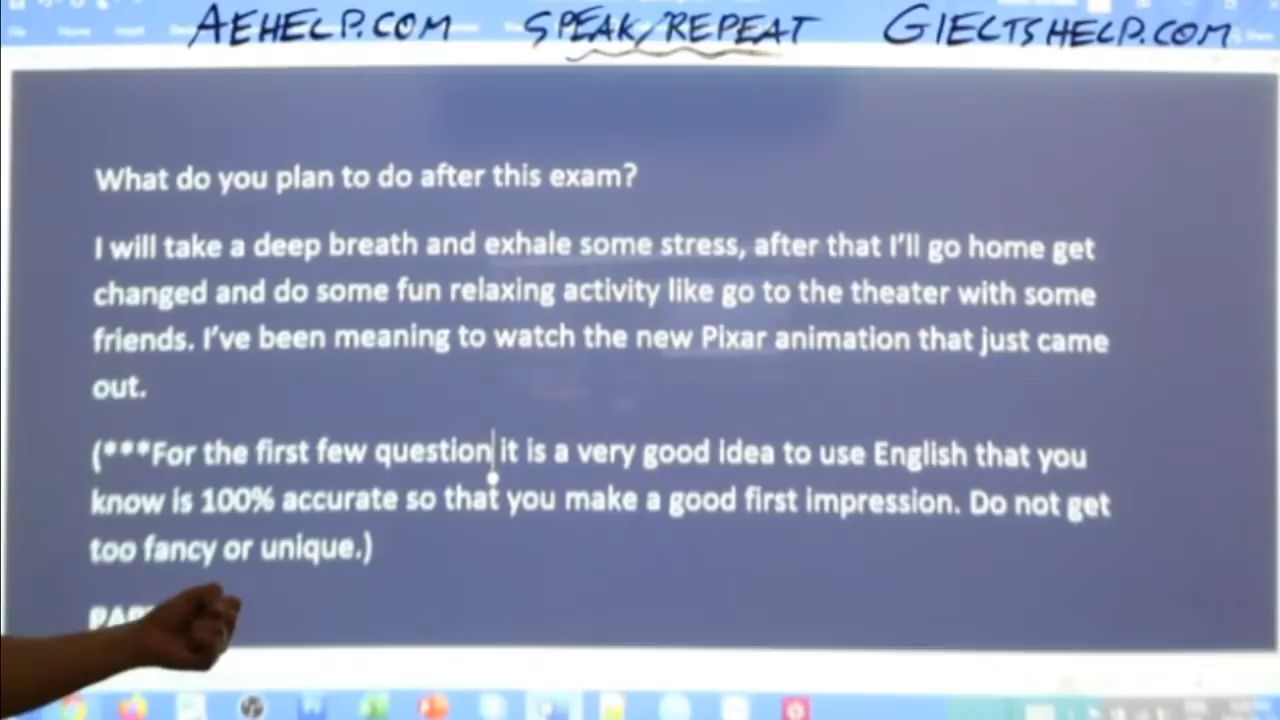 AEHELP.COM SPEAK/REPEAT GIELTSHELP.COM
What do you plan to do after this exam?
I will take a deep breath and exhale some stress, after that I'll go home get
changed and do some fun relaxing activity like go to the theater with some
friends. I've been meaning to watch the new Pixar animation that just came
out.
(***For the first few question it is a very good idea to use English that you
know is 100% accurate so that you make a good first impression. Do not get
too fancy or unique.)